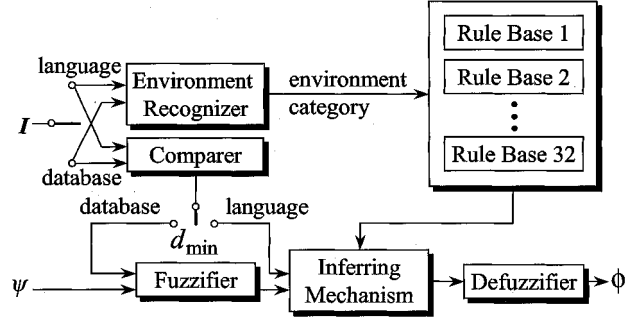 Rule Base 1
language
Environment
Recognizer
environment
category
Rule Base 2
I
Comparer
Rule Base 32
database
database
language
d min
ψ
Fuzzifier
Inferring
Mechanism
Defuzzifier
ϕ